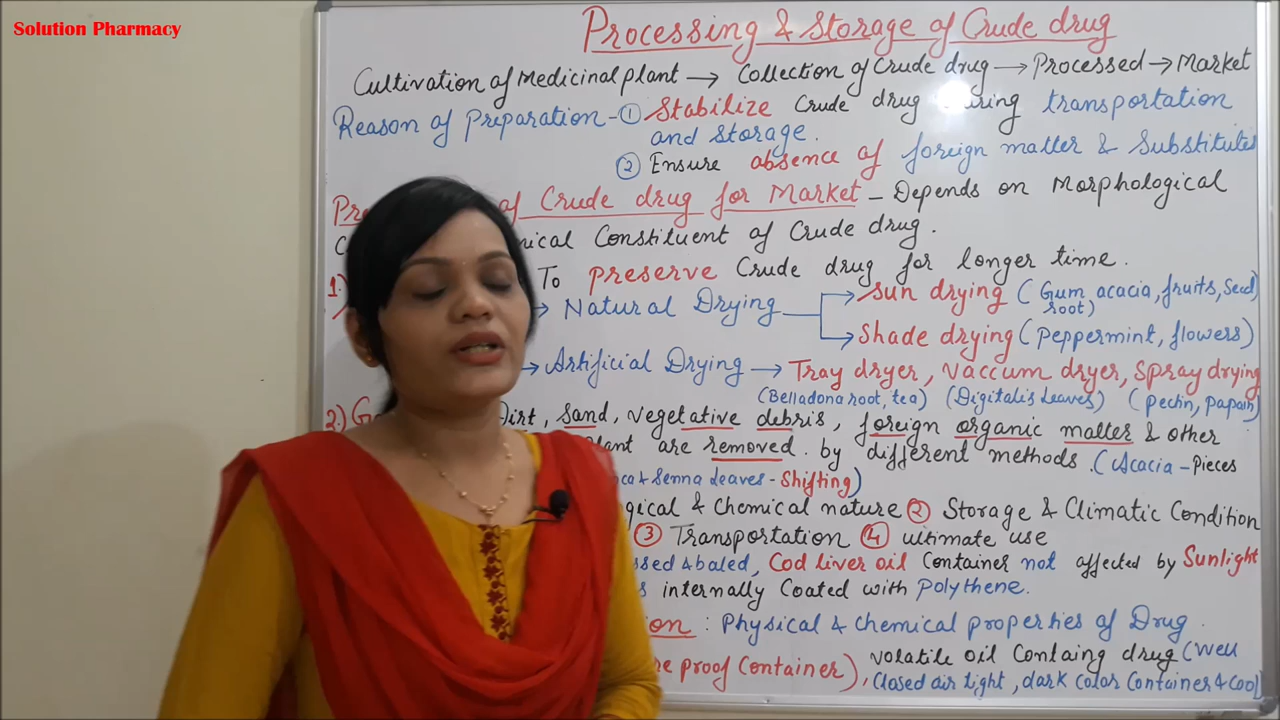 Solution Pharmacy
Processing & Storage of Crude drug
Cultivation of Medicinal plant → Collection of Crude drug → Processed → Market
Reason of Preparation - ① Stabilize Crude drug during transportation
and storage.
② Ensure absence of foreign matter & Substitutes
of Crude drug for Market - Depends on Morphological
Constituent of Crude drug.
1.) To preserve Crude drug for longer time.
→ Natural Drying → Sun drying (Gum acacia, fruits, Seed,
root)
→ Shade drying (peppermint, flowers)
→ Artificial Drying → Tray dryer, Vaccum dryer, Spray drying
(Belladona root, tea) (Digitalis leaves) (pectin, papain)
2.) Dirt, sand, vegetative debris, foreign organic matter & other
are removed by different methods. (Acacia - Pieces
& Senna leaves - Shifting)
& Chemical nature ② Storage & Climatic Condition
③ Transportation ④ ultimate use
& baled, Cod liver oil Container not affected by Sunlight
internally Coated with Polythene.
: Physical & chemical properties of Drug.
proof Container), volatile oil Containg drug (Well
Closed air tight, dark color Container & Cool